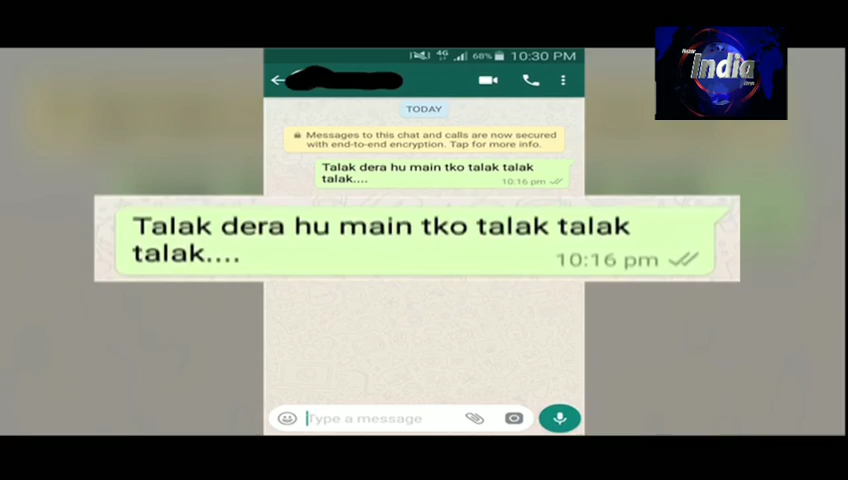 4G 68% 10:30 PM
India
TODAY
Messages to this chat and calls are now secured
with end-to-end encryption. Tap for more info.
Talak dera hu main tko talak talak
talak....
10:16 pm
Talak dera hu main tko talak talak
talak....
10:16 pm
Type a message